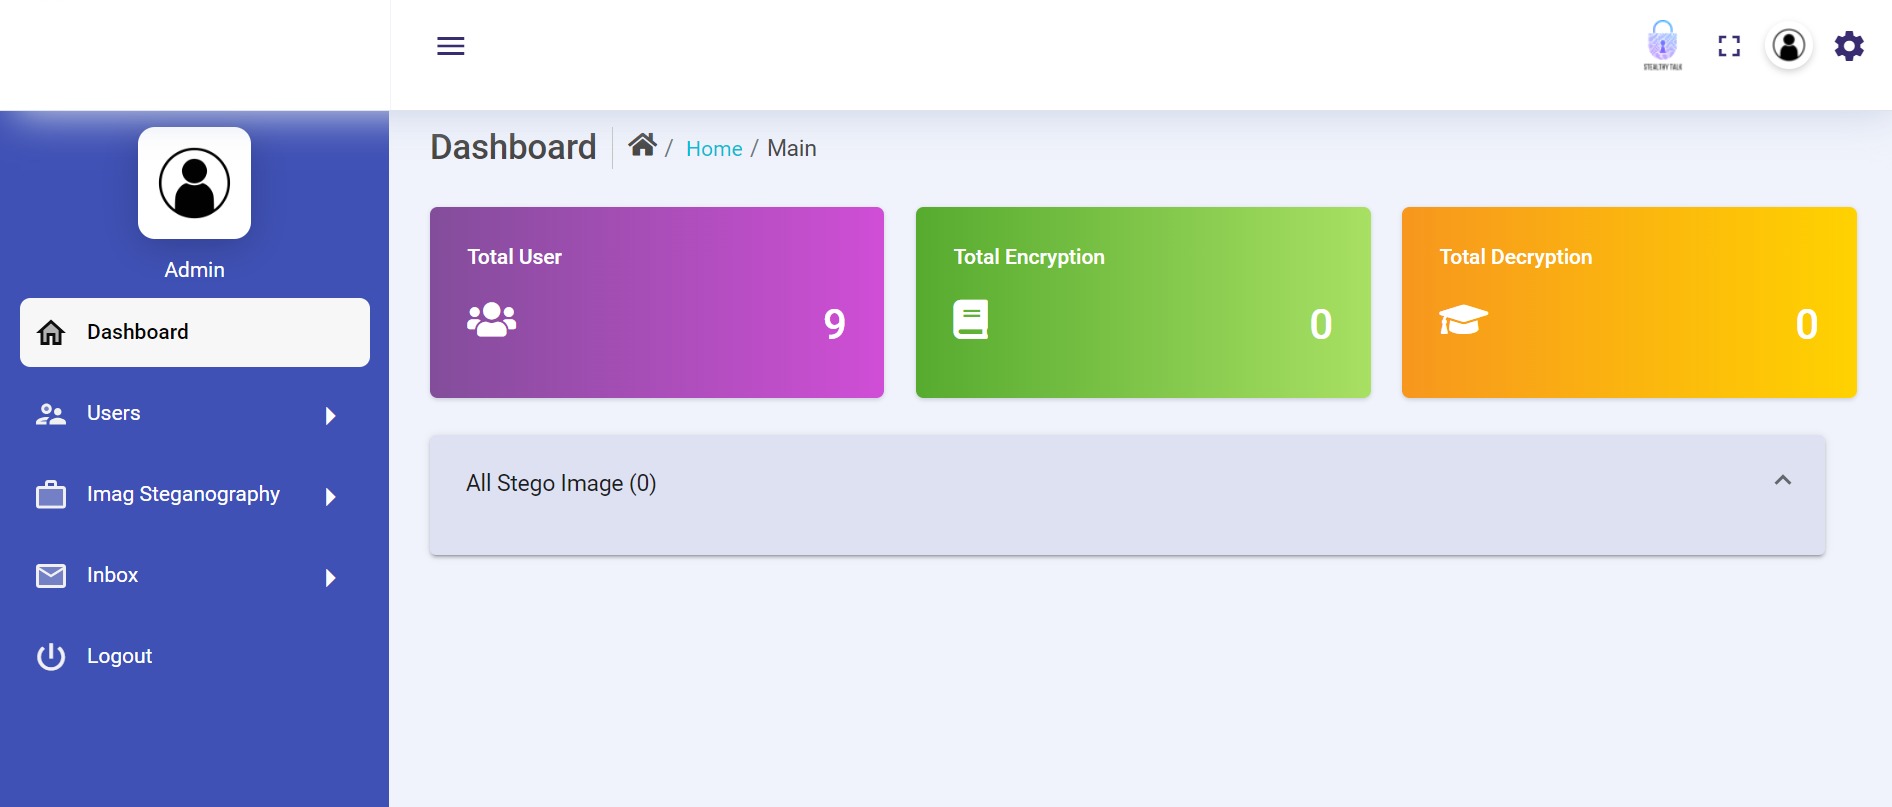 STEALTHY TALK
Dashboard / Home / Main
Admin
Dashboard
Users
Imag Steganography
Inbox
Logout
Total User
9
Total Encryption
0
Total Decryption
0
All Stego Image (0)